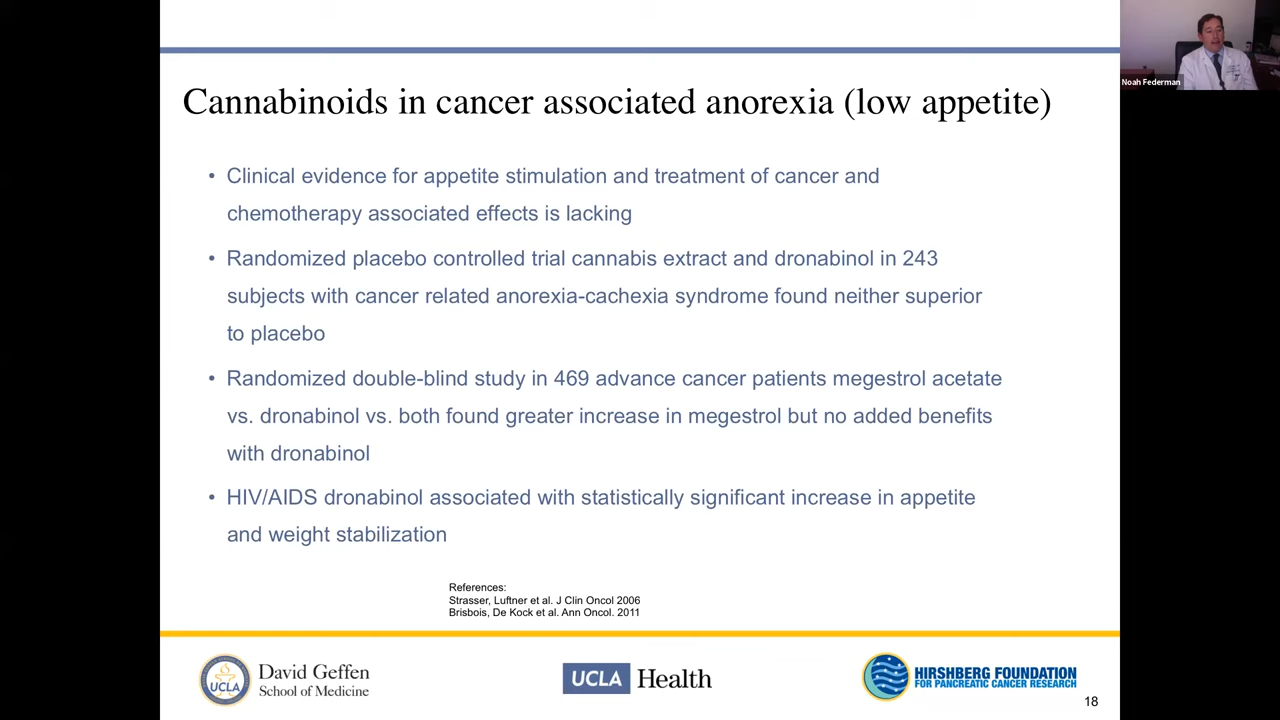 Noah Federman
Cannabinoids in cancer associated anorexia (low appetite)
• Clinical evidence for appetite stimulation and treatment of cancer and
chemotherapy associated effects is lacking
• Randomized placebo controlled trial cannabis extract and dronabinol in 243
subjects with cancer related anorexia-cachexia syndrome found neither superior
to placebo
• Randomized double-blind study in 469 advance cancer patients megestrol acetate
vs. dronabinol vs. both found greater increase in megestrol but no added benefits
with dronabinol
• HIV/AIDS dronabinol associated with statistically significant increase in appetite
and weight stabilization
References:
Strasser, Luftner et al. J Clin Oncol 2006
Brisbois, De Kock et al. Ann Oncol. 2011
UCLA
David Geffen
School of Medicine
UCLA Health
HIRSHBERG FOUNDATION
FOR PANCREATIC CANCER RESEARCH
18